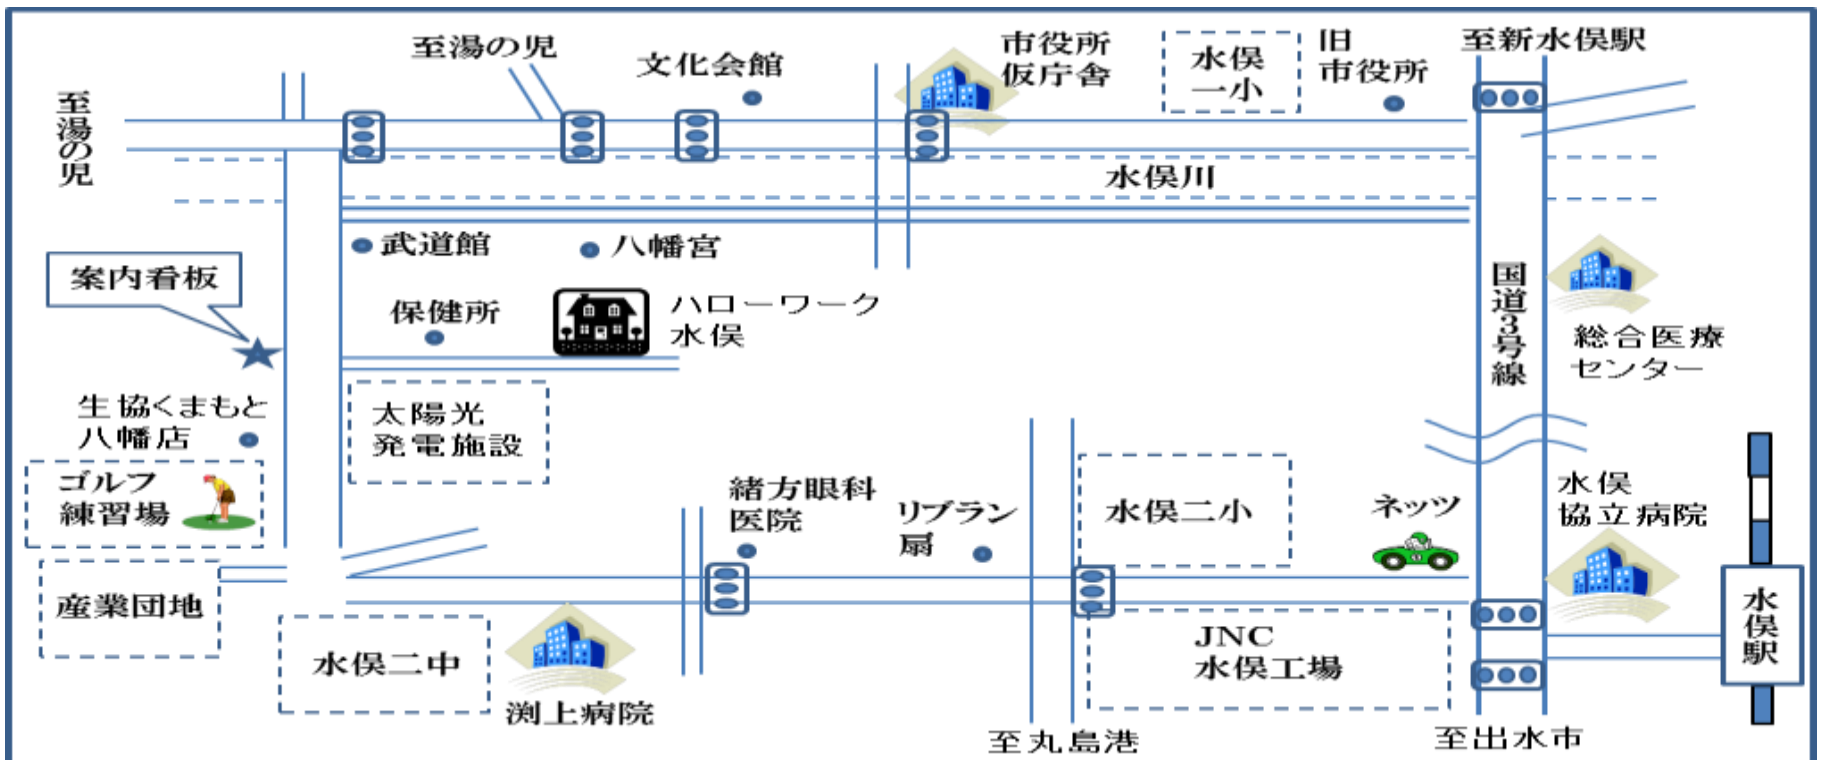 至湯の児
文化会館
市役所
仮庁舎
水俣
一小
旧
市役所
至新水俣駅
至湯の児
水俣川
武道館
八幡宮
案内看板
保健所
ハローワーク
水俣
国道3号線
総合医療
センター
生協くまもと
八幡店
太陽光
発電施設
ゴルフ
練習場
緒方眼科
医院
リブラン
扇
水俣二小
ネッツ
水俣
協立病院
産業団地
水俣二中
渕上病院
JNC
水俣工場
水俣駅
至丸島港
至出水市